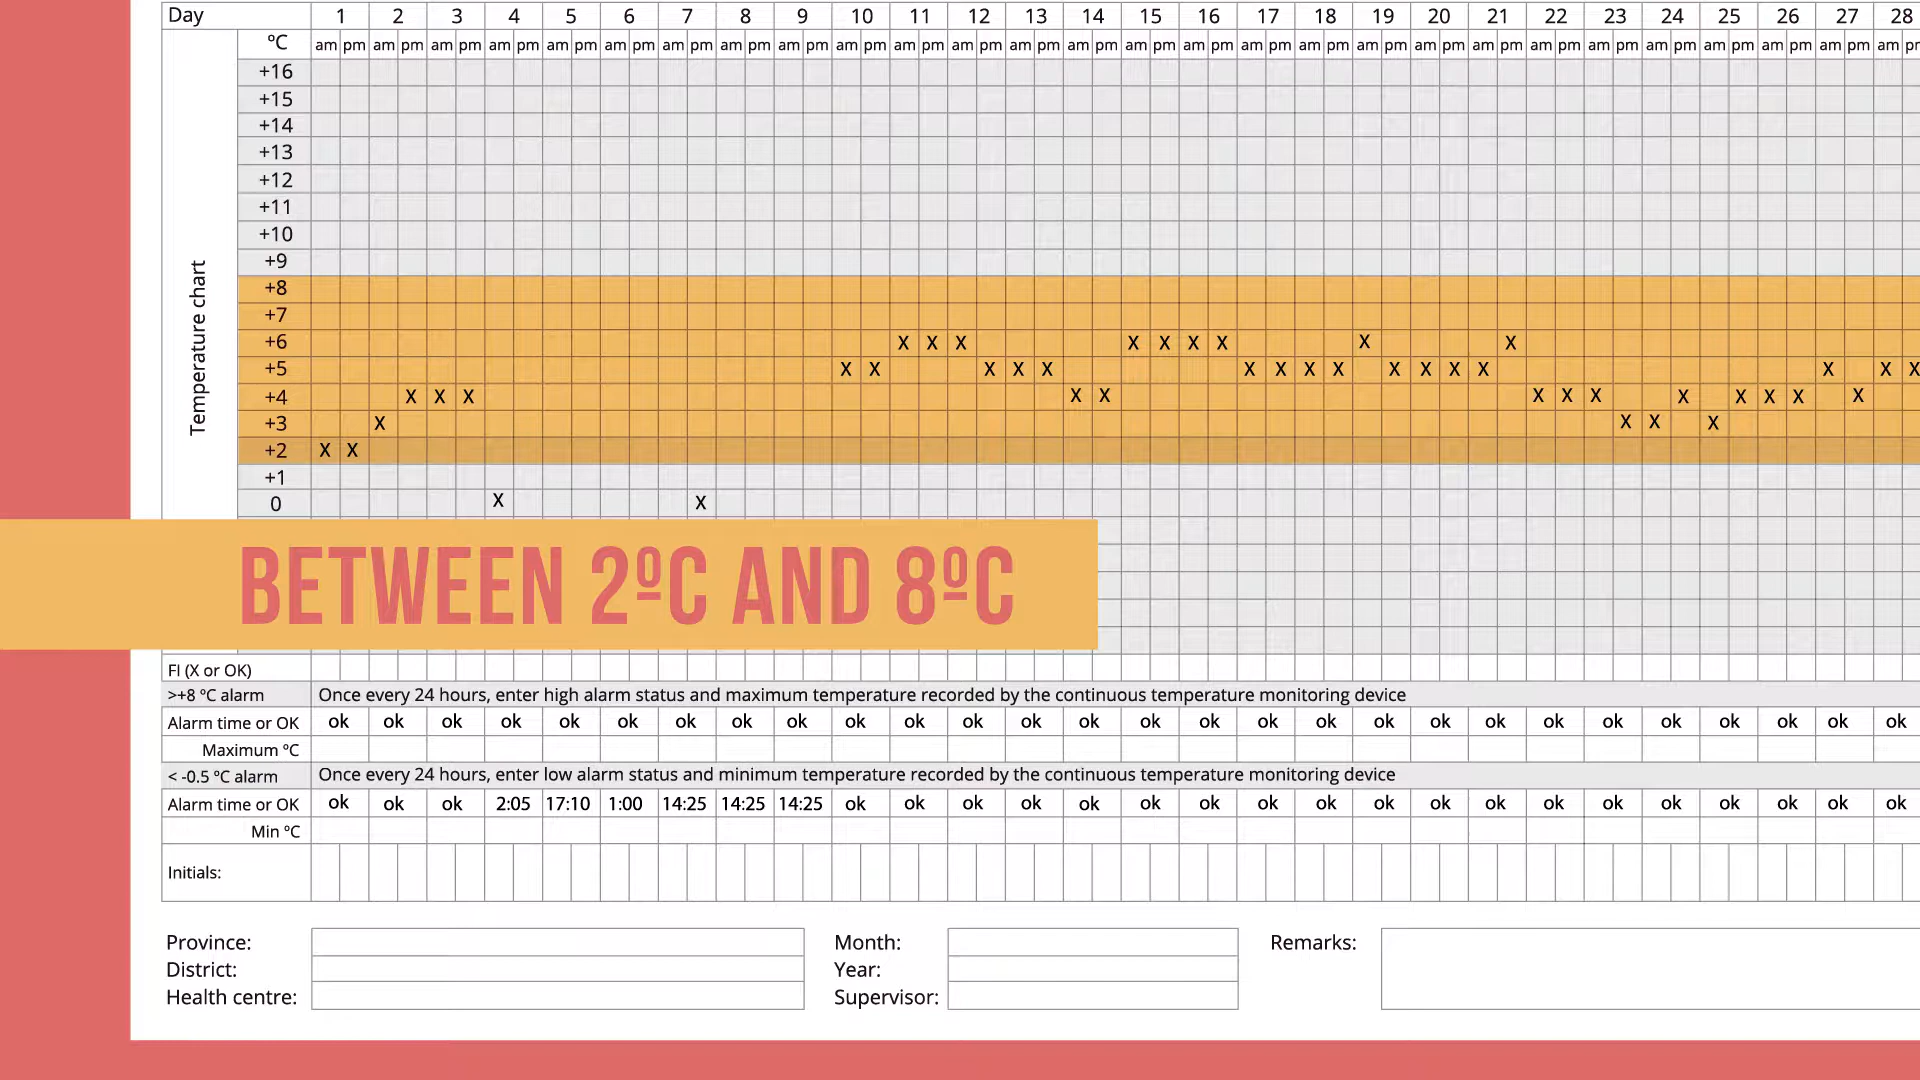 Day 1 2 3 4 5 6 7 8 9 10 11 12 13 14 15 16 17 18 19 20 21 22 23 24 25 26 27 28
ºC am pm am pm am pm am pm am pm am pm am pm am pm am pm am pm am pm am pm am pm am pm am pm am pm am pm am pm am pm am pm am pm am pm am pm am pm am pm am pm am pm am
Temperature chart
+16
+15
+14
+13
+12
+11
+10
+9
+8
+7
+6 X X X X X X X X X
+5 X X X X X X X X X X X X X X X X
+4 X X X X X X X X X X X X X
+3 X X X X
+2 X X
+1
0 X X
BETWEEN 2ºC AND 8ºC
FI (X or OK)
>+8 ºC alarm Once every 24 hours, enter high alarm status and maximum temperature recorded by the continuous temperature monitoring device
Alarm time or OK ok ok ok ok ok ok ok ok ok ok ok ok ok ok ok ok ok ok ok ok ok ok ok ok ok ok ok ok
Maximum ºC
< -0.5 ºC alarm Once every 24 hours, enter low alarm status and minimum temperature recorded by the continuous temperature monitoring device
Alarm time or OK ok ok ok 2:05 17:10 1:00 14:25 14:25 14:25 ok ok ok ok ok ok ok ok ok ok ok ok ok ok ok ok ok ok ok
Min ºC
Initials:
Province: Month: Remarks:
District: Year:
Health centre: Supervisor: